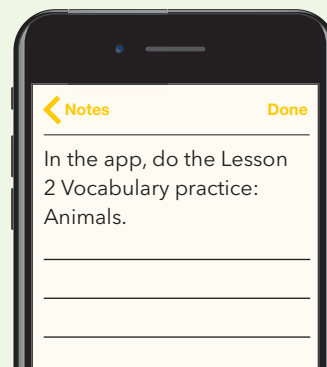 Notes
Done
In the app, do the Lesson
2 Vocabulary practice:
Animals.